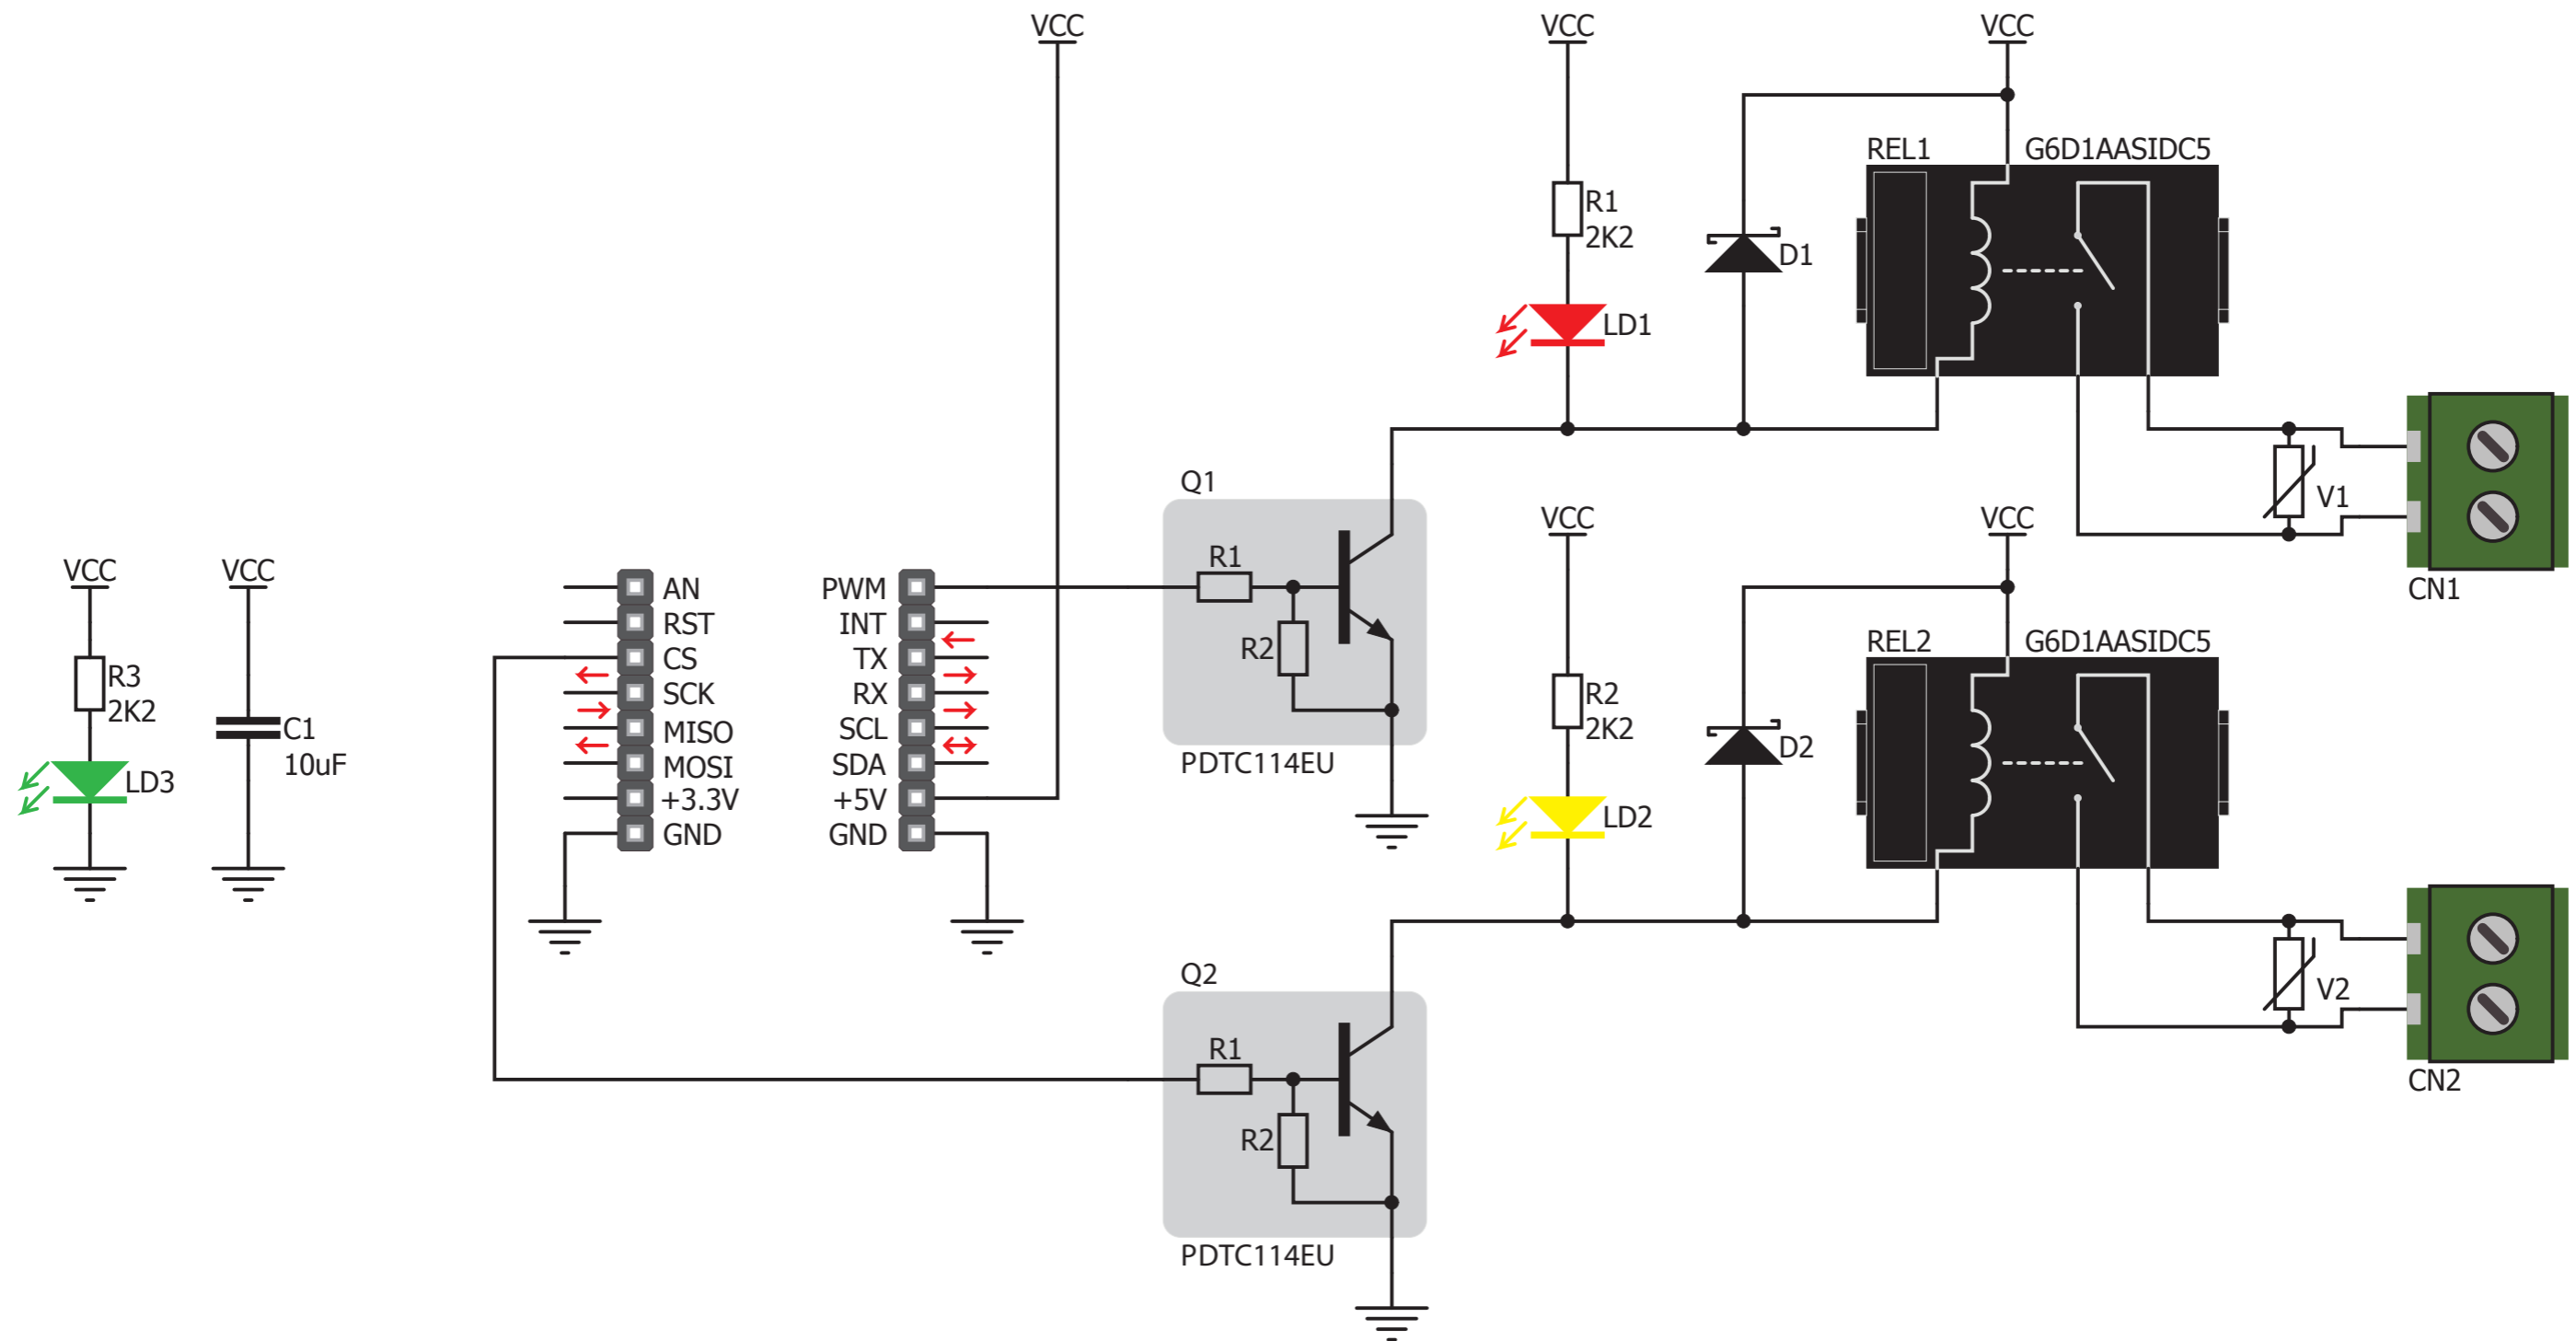 VCC
VCC
VCC
REL1
G6D1AASIDC5
R1
2K2
D1
LD1
Q1
V1
VCC
VCC
R1
VCC
VCC
CN1
AN
PWM
RST
INT
R2
REL2
G6D1AASIDC5
CS
TX
R3
2K2
SCK
RX
R2
2K2
C1
10uF
MISO
SCL
D2
PDTC114EU
MOSI
SDA
LD3
+3.3V
+5V
LD2
GND
GND
Q2
V2
R1
CN2
R2
PDTC114EU